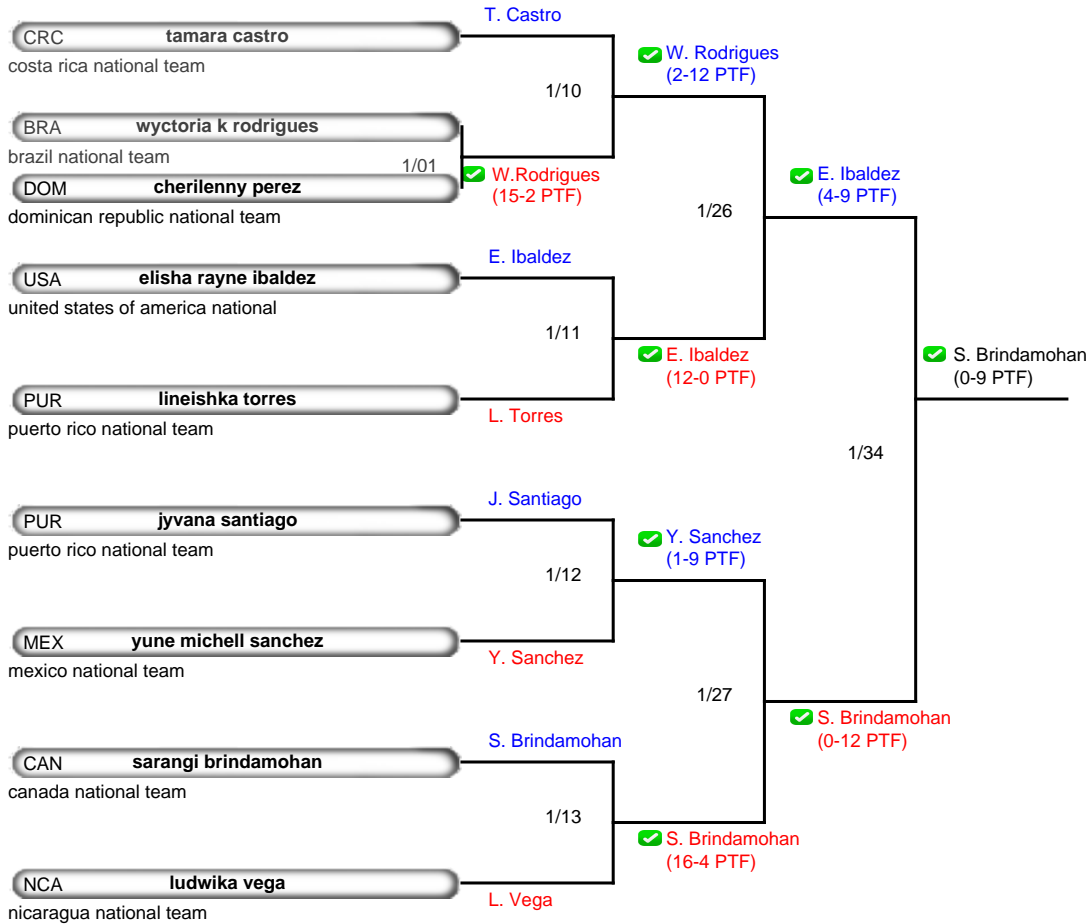 T. Castro
CRC tamara castro
costa rica national team
W. Rodrigues
(2-12 PTF)
1/10
BRA wyctoria k rodrigues
brazil national team
1/01
W.Rodrigues
(15-2 PTF)
DOM cherilenny perez
dominican republic national team
E. Ibaldez
(4-9 PTF)
1/26
E. Ibaldez
USA elisha rayne ibaldez
united states of america national
1/11
E. Ibaldez
(12-0 PTF)
S. Brindamohan
(0-9 PTF)
PUR lineishka torres
L. Torres
puerto rico national team
1/34
J. Santiago
PUR jyvana santiago
puerto rico national team
Y. Sanchez
(1-9 PTF)
1/12
MEX yune michell sanchez
Y. Sanchez
mexico national team
1/27
S. Brindamohan
(0-12 PTF)
S. Brindamohan
CAN sarangi brindamohan
canada national team
1/13
S. Brindamohan
(16-4 PTF)
NCA ludwika vega
L. Vega
nicaragua national team